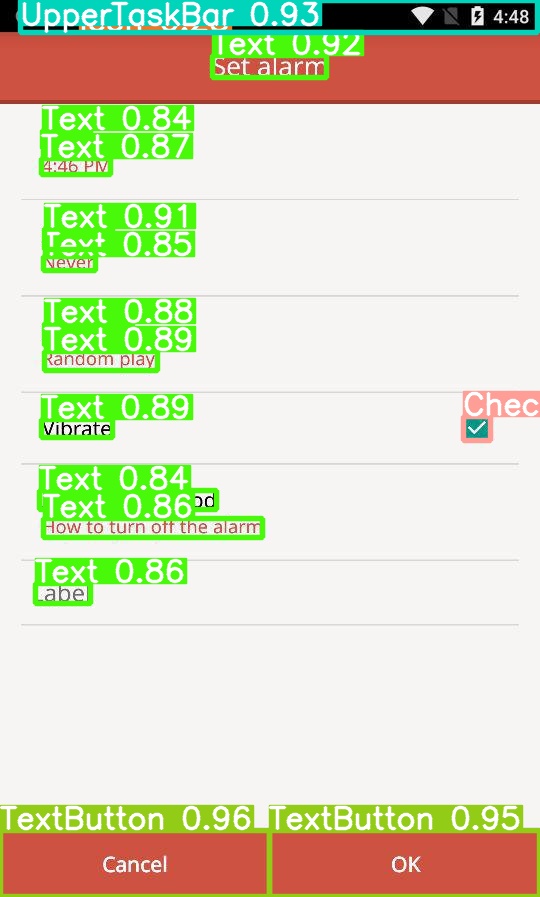 UpperTaskBar 0.93
4:48
Text 0.92
Set alarm
Text 0.84
Text 0.87
4:46 PM
Text 0.91
Text 0.85
Never
Text 0.88
Text 0.89
Random play
Text 0.89
Chec
Vibrate
Text 0.84
Text 0.86
How to turn off the alarm
Text 0.86
Label
TextButton 0.96 TextButton 0.95
Cancel OK